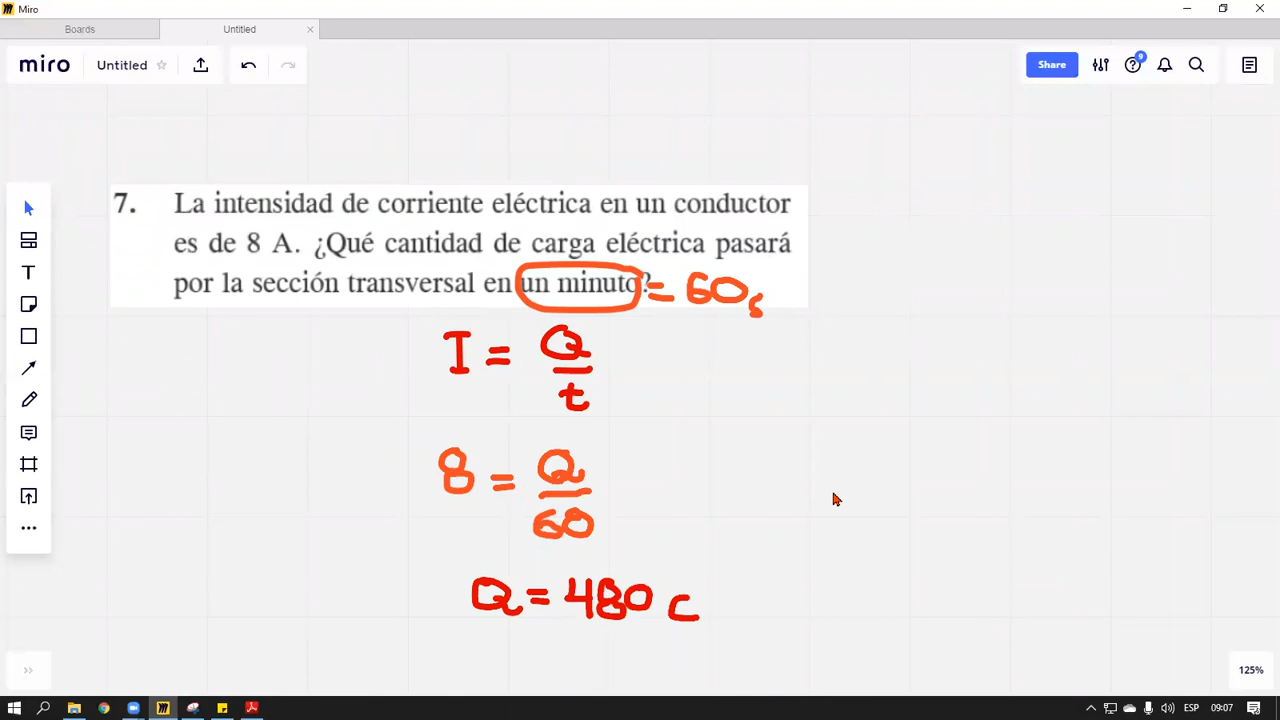 Miro
Boards
Untitled
miro
Untitled
Share
9
7. La intensidad de corriente eléctrica en un conductor
es de 8 A. ¿Qué cantidad de carga eléctrica pasará
por la sección transversal en un minuto? = 60s
I = Q
t
8 = Q
60
Q = 480 C
T
125%
ESP
09:07